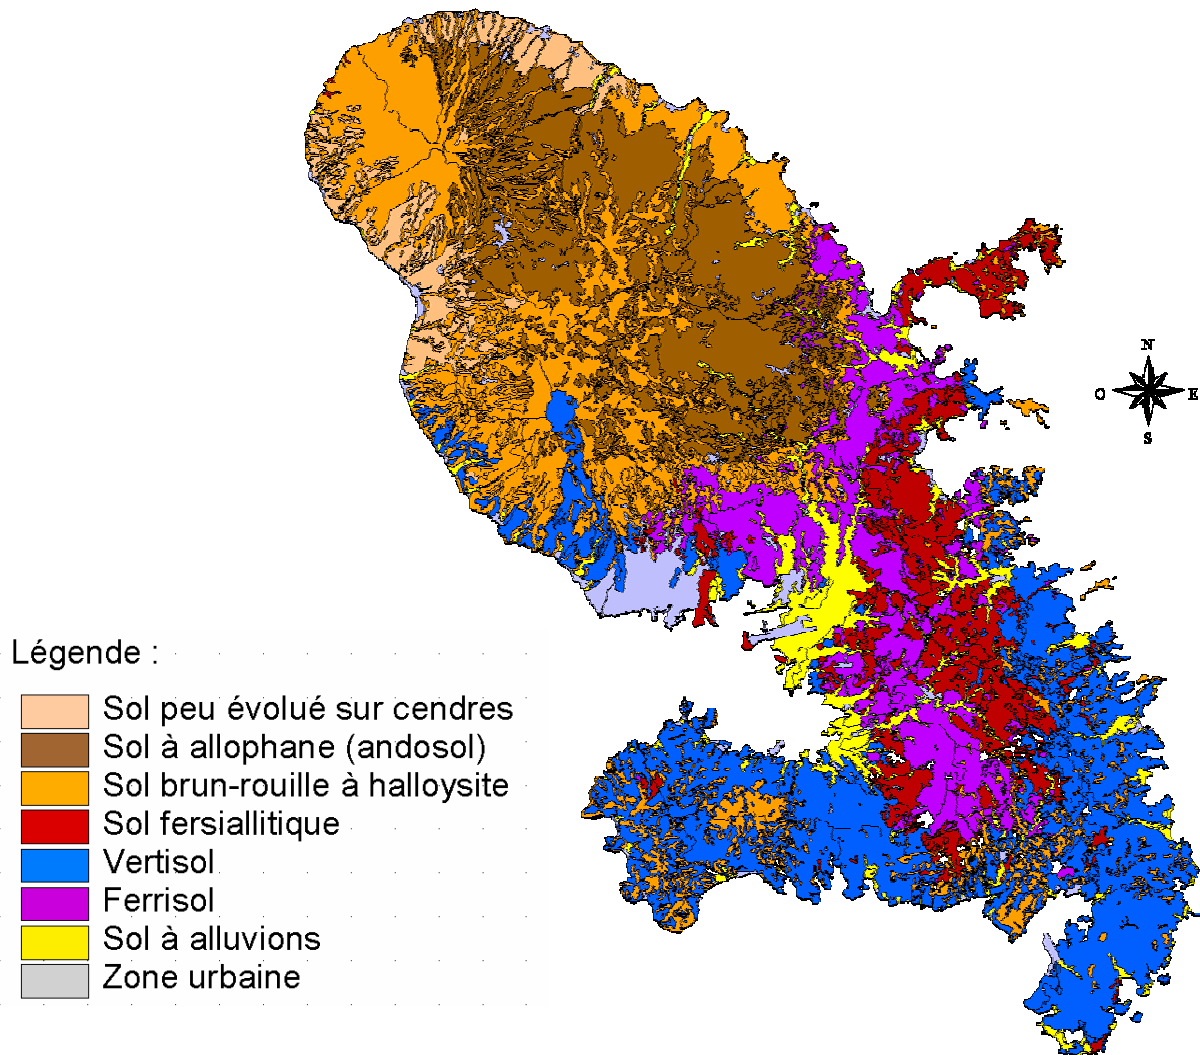 N
O
E
S
Légende :
Sol peu évolué sur cendres
Sol à allophane (andosol)
Sol brun-rouille à halloysite
Sol fersiallitique
Vertisol
Ferrisol
Sol à alluvions
Zone urbaine